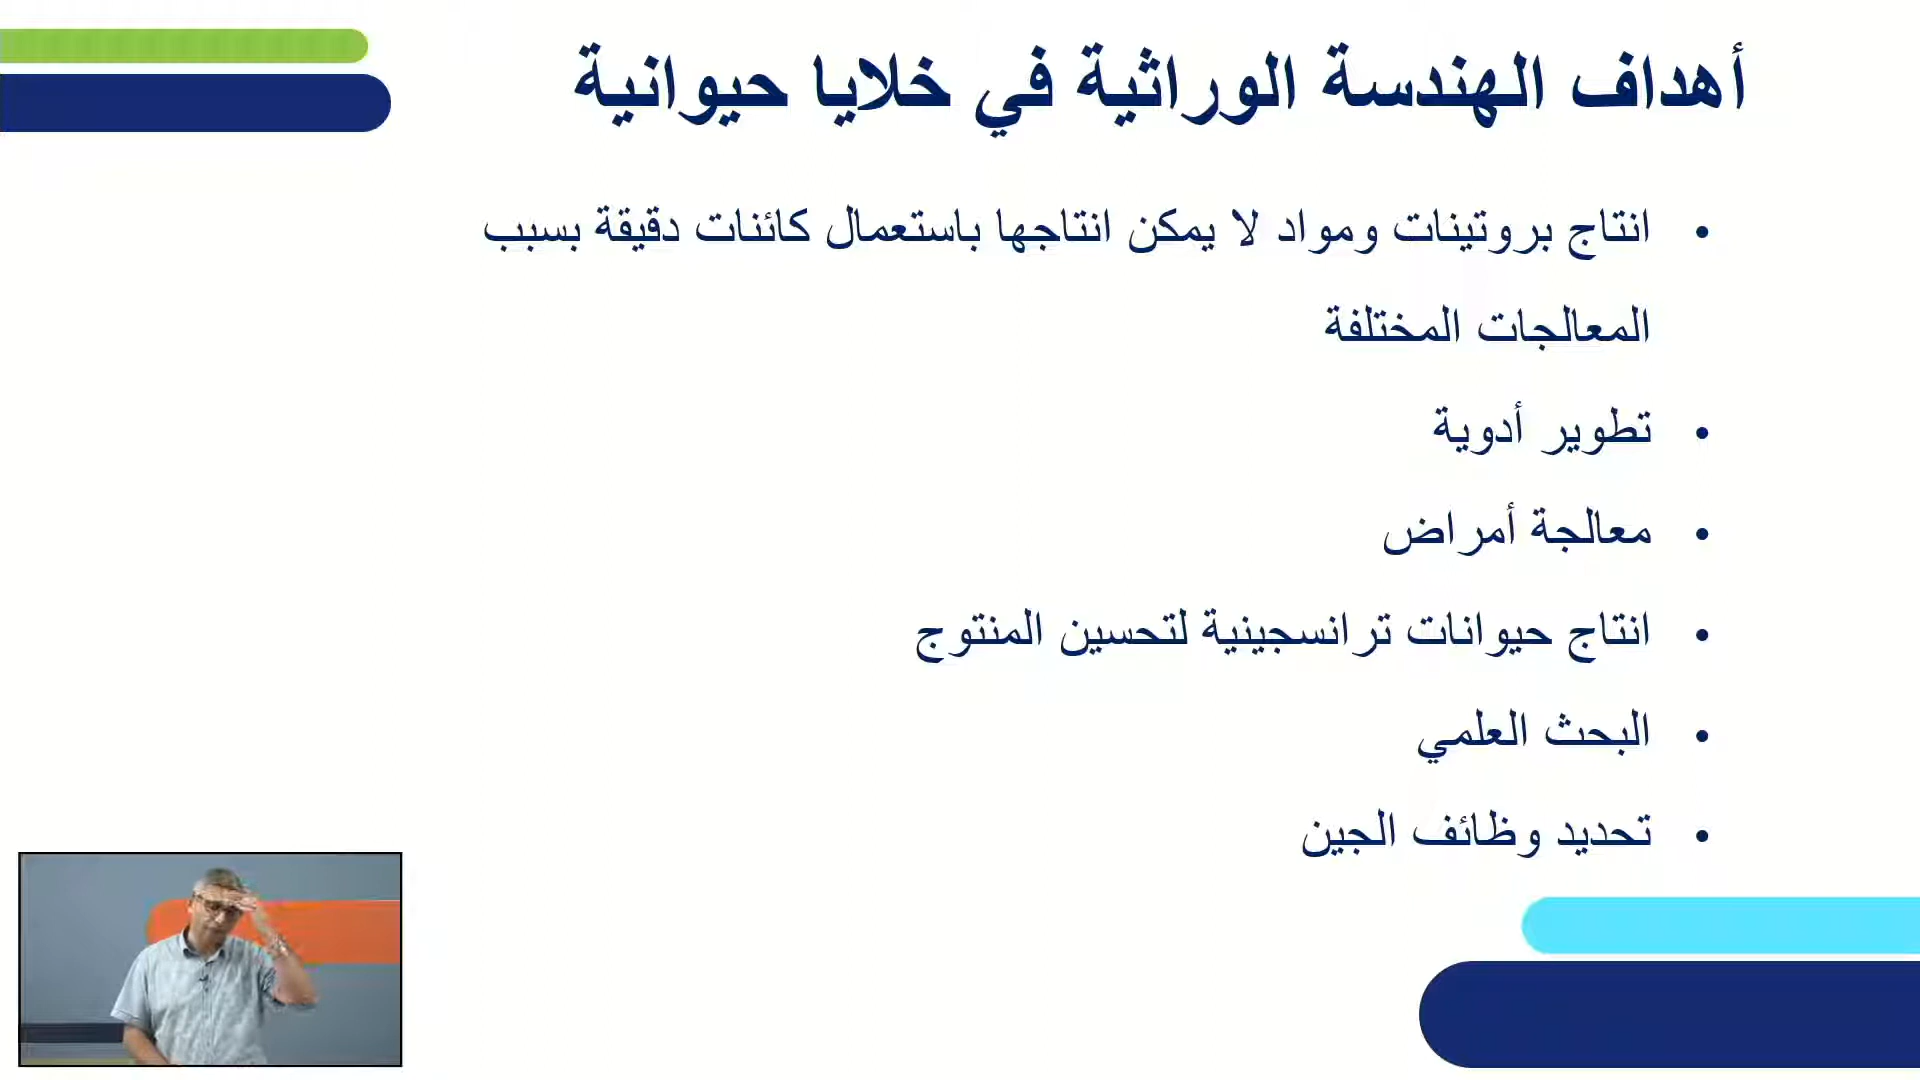 أهداف الهندسة الوراثية في خلايا حيوانية
• انتاج بروتينات ومواد لا يمكن انتاجها باستعمال كائنات دقيقة بسبب
المعالجات المختلفة
• تطوير أدوية
• معالجة أمراض
• انتاج حيوانات ترانسجينية لتحسين المنتوج
• البحث العلمي
• تحديد وظائف الجين